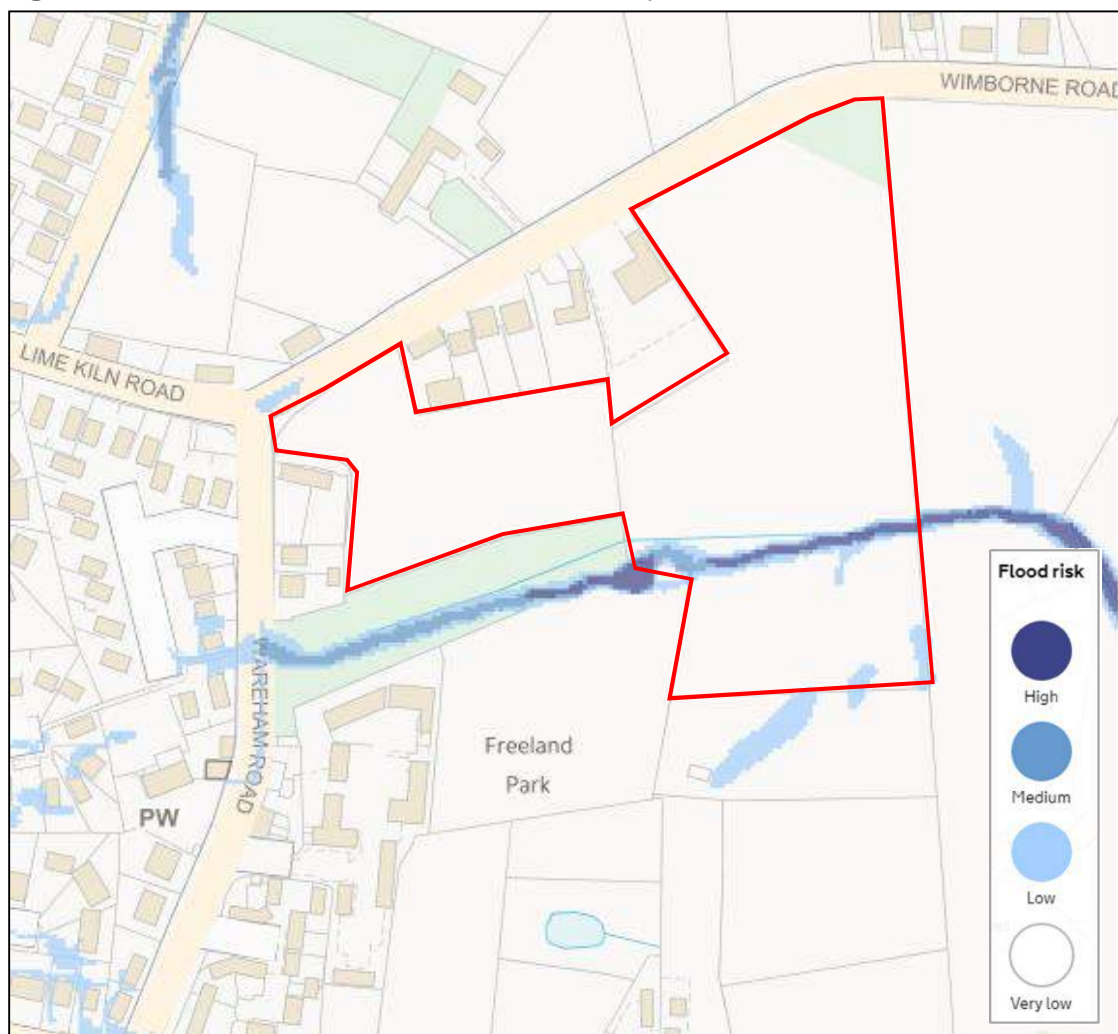 WIMBORNE ROAD
LIME KILN ROAD
WAREHAM ROAD
Freeland
Park
PW
Flood risk
High
Medium
Low
Very low